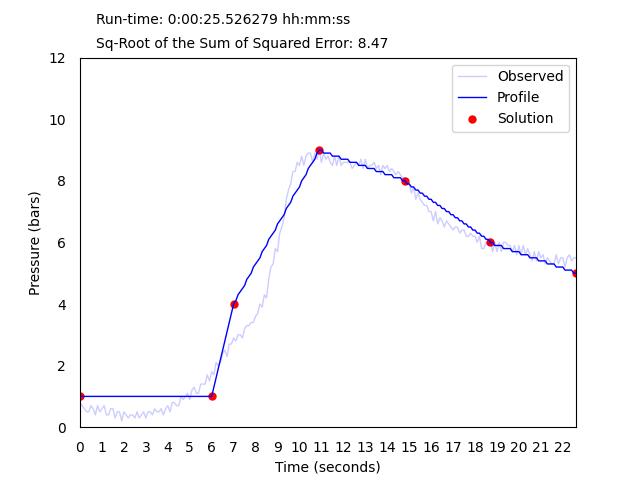 Run-time: 0:00:25.526279 hh:mm:ss
Sq-Root of the Sum of Squared Error: 8.47
Observed
Profile
Solution
12
10
8
6
4
2
0
Pressure (bars)
0 1 2 3 4 5 6 7 8 9 10 11 12 13 14 15 16 17 18 19 20 21 22
Time (seconds)